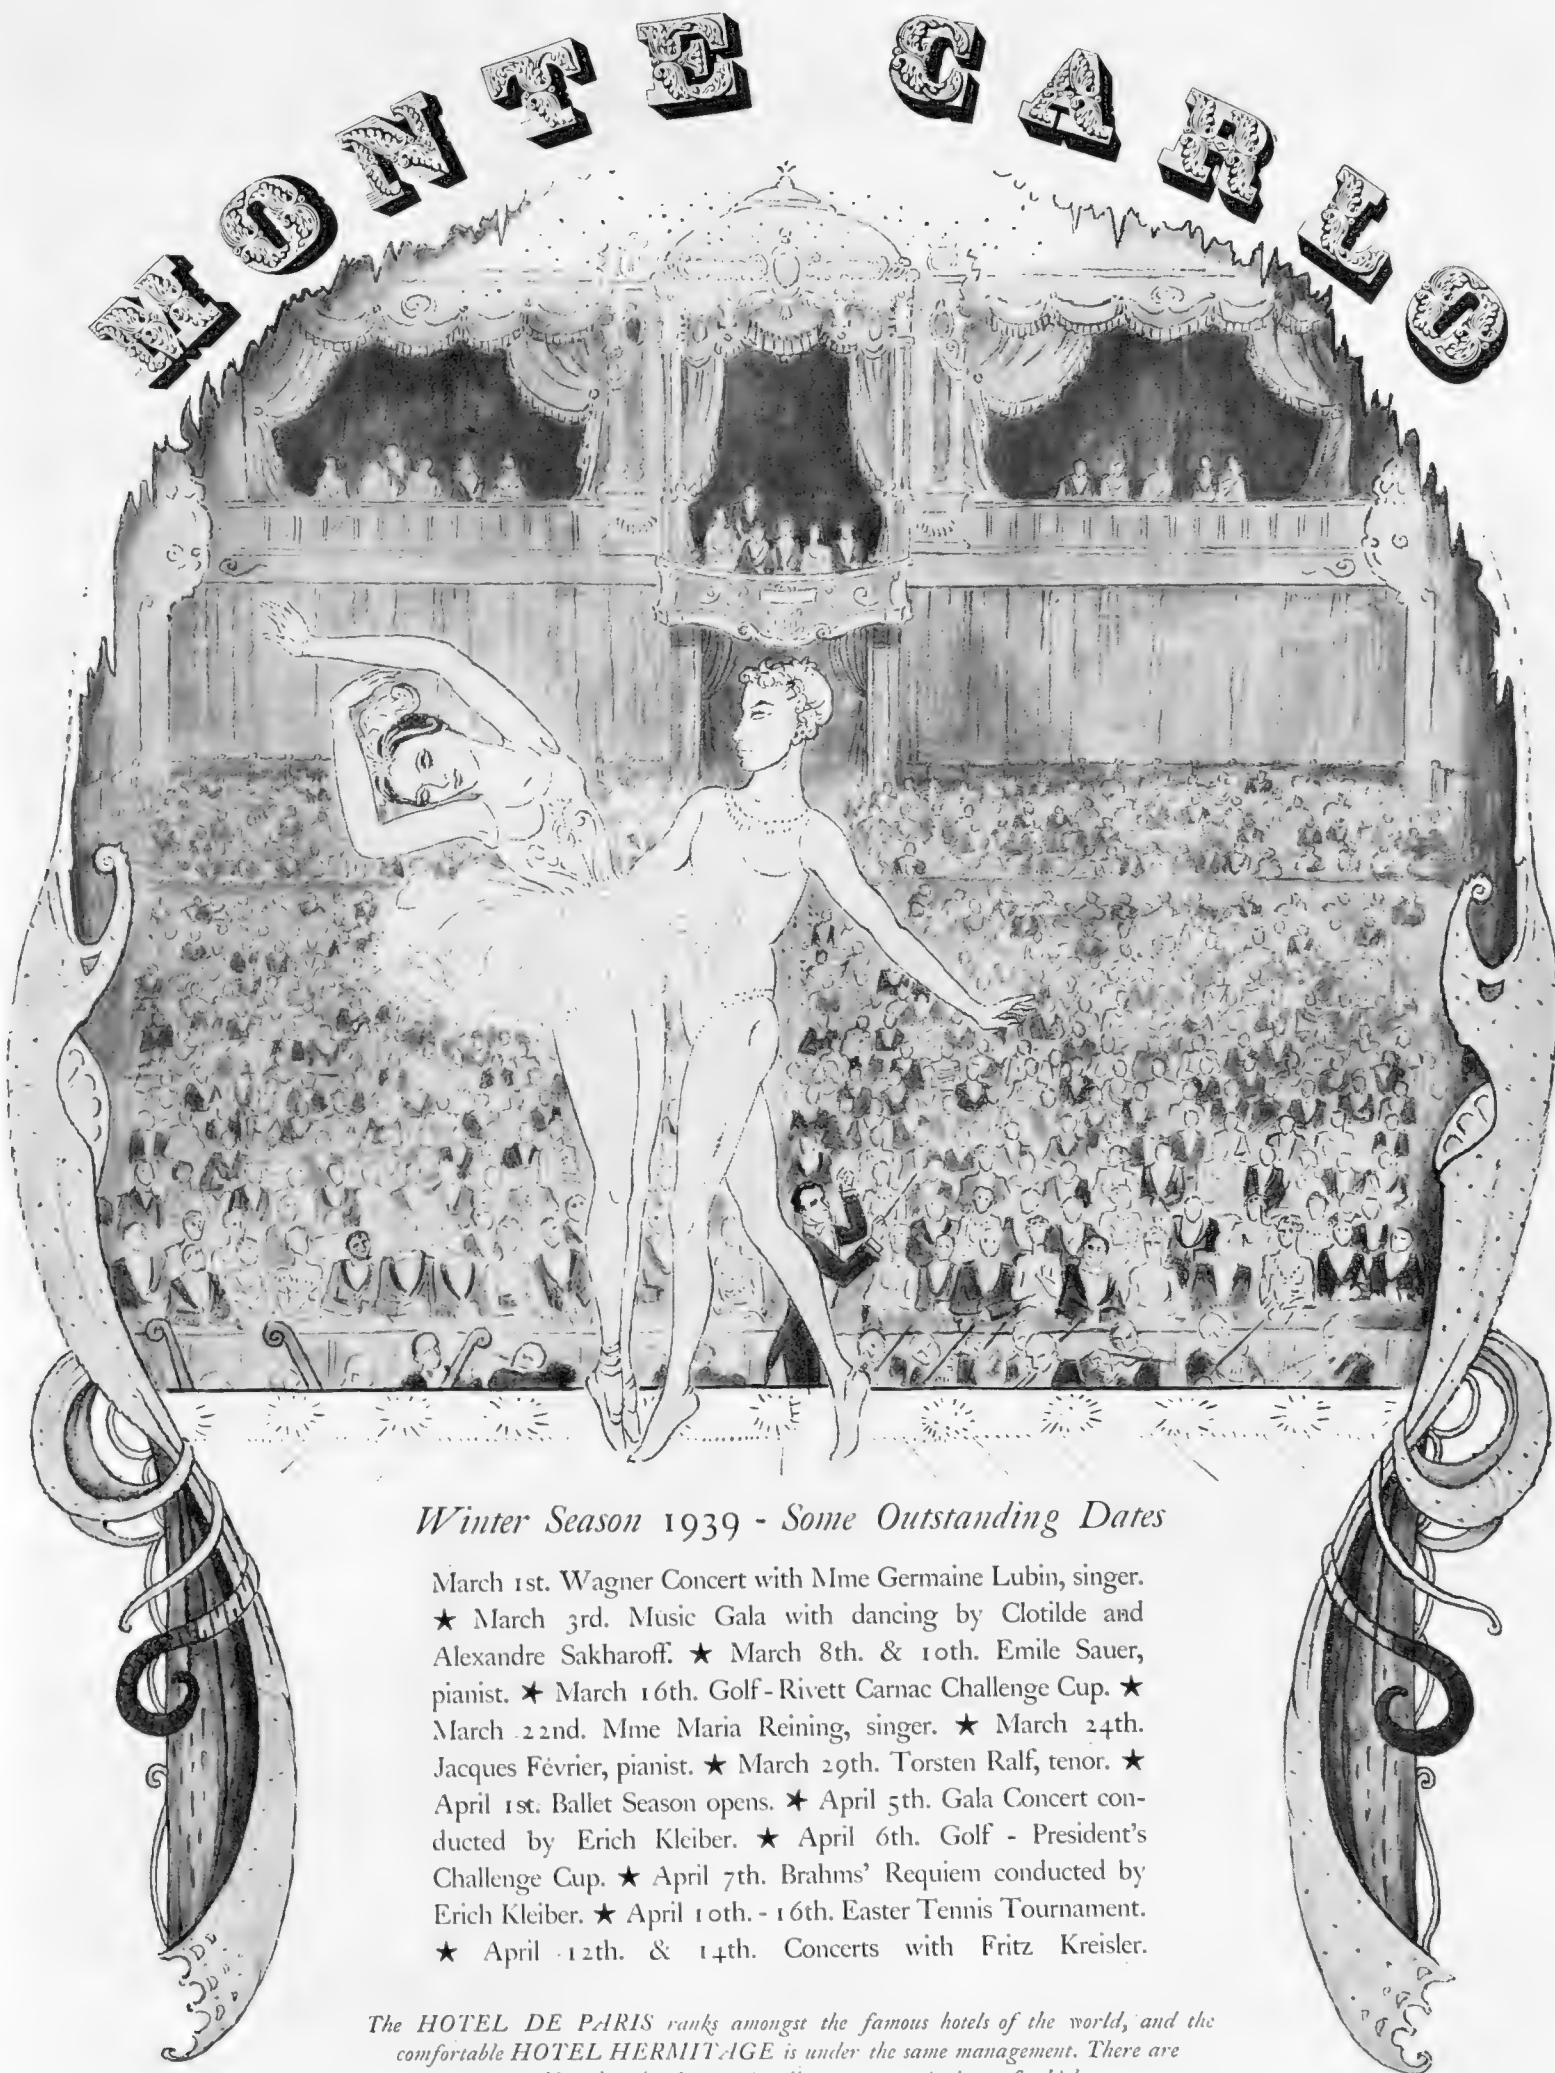 MONTE CARLO
Winter Season 1939 - Some Outstanding Dates
March 1st. Wagner Concert with Mme Germaine Lubin, singer.
★ March 3rd. Music Gala with dancing by Clotilde and
Alexandre Sakharoff. ★ March 8th. & 10th. Emile Sauer,
pianist. ★ March 16th. Golf - Rivett Carnac Challenge Cup. ★
March 22nd. Mme Maria Reining, singer. ★ March 24th.
Jacques Février, pianist. ★ March 29th. Torsten Ralf, tenor. ★
April 1st. Ballet Season opens. ★ April 5th. Gala Concert con-
ducted by Erich Kleiber. ★ April 6th. Golf - President's
Challenge Cup. ★ April 7th. Brahms' Requiem conducted by
Erich Kleiber. ★ April 10th. - 16th. Easter Tennis Tournament.
★ April 12th. & 14th. Concerts with Fritz Kreisler.
The HOTEL DE PARIS ranks amongst the famous hotels of the world, and the
comfortable HOTEL HERMITAGE is under the same management. There are